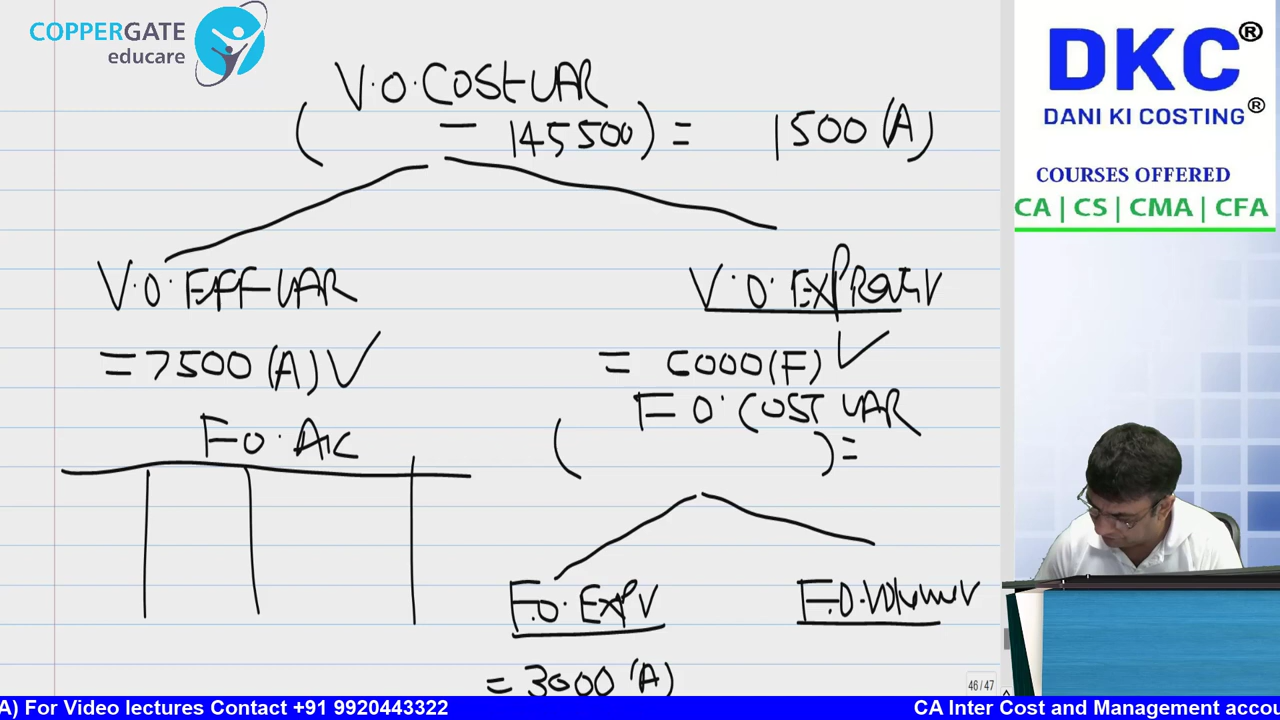 COPPERGATE
educare
V.O.COST VAR
( - 145500) = 1500 (A)
V.O. EFF VAR
V.O. EXP Rativ
= 7500 (A) ✓
= 6000 (F) ✓
F.O. A/c
F.O. COST VAR
( ) =
F.O. EXP V
F.O. Volume V
= 3000 (A)
46/47
DKC®
DANI KI COSTING®
COURSES OFFERED
CA | CS | CMA | CFA
A) For Video lectures Contact +91 9920443322
CA Inter Cost and Management accou